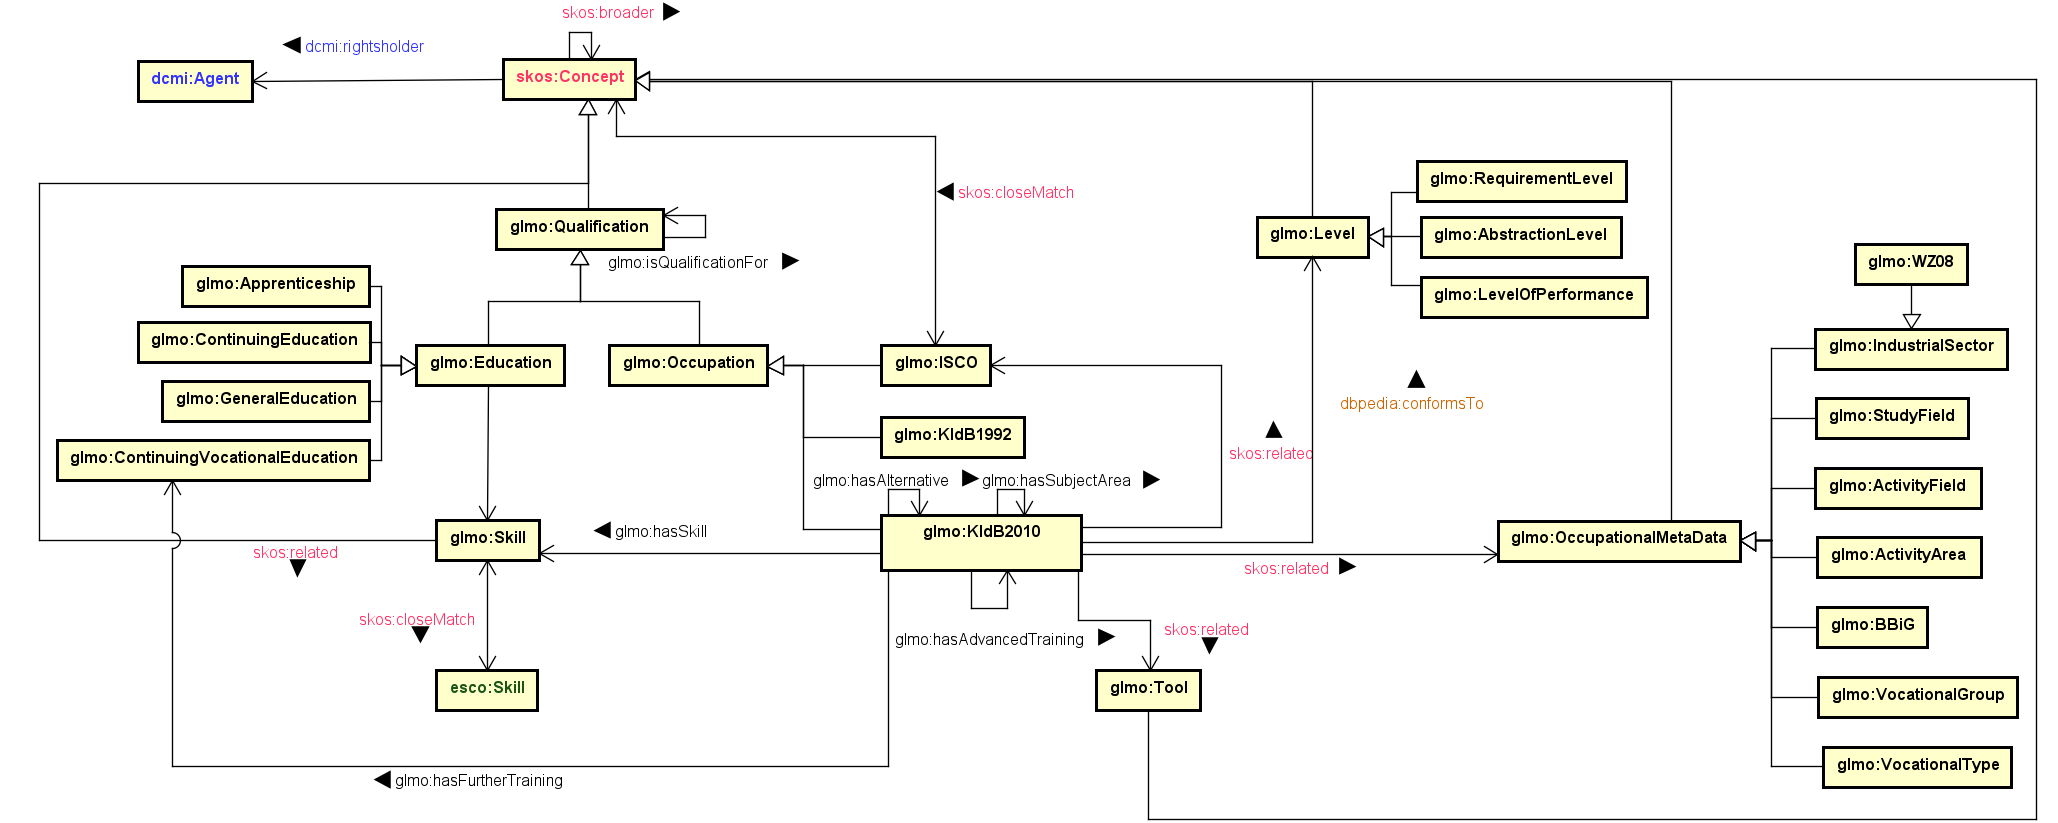 skos:broader
dcmi:rightsholder
dcmi:Agent
skos:Concept
skos:closeMatch
glmo:RequirementLevel
glmo:Qualification
glmo:Level
glmo:AbstractionLevel
glmo:isQualificationFor
glmo:WZ08
glmo:Apprenticeship
glmo:LevelOfPerformance
glmo:ContinuingEducation
glmo:Education
glmo:Occupation
glmo:ISCO
glmo:IndustrialSector
glmo:GeneralEducation
dbpedia:conformsTo
glmo:StudyField
glmo:KldB1992
skos:related
glmo:ContinuingVocationalEducation
glmo:hasAlternative
glmo:hasSubjectArea
glmo:ActivityField
glmo:Skill
glmo:hasSkill
glmo:KldB2010
glmo:OccupationalMetaData
skos:related
skos:related
glmo:ActivityArea
skos:closeMatch
glmo:hasAdvancedTraining
skos:related
glmo:BBiG
esco:Skill
glmo:Tool
glmo:VocationalGroup
glmo:hasFurtherTraining
glmo:VocationalType